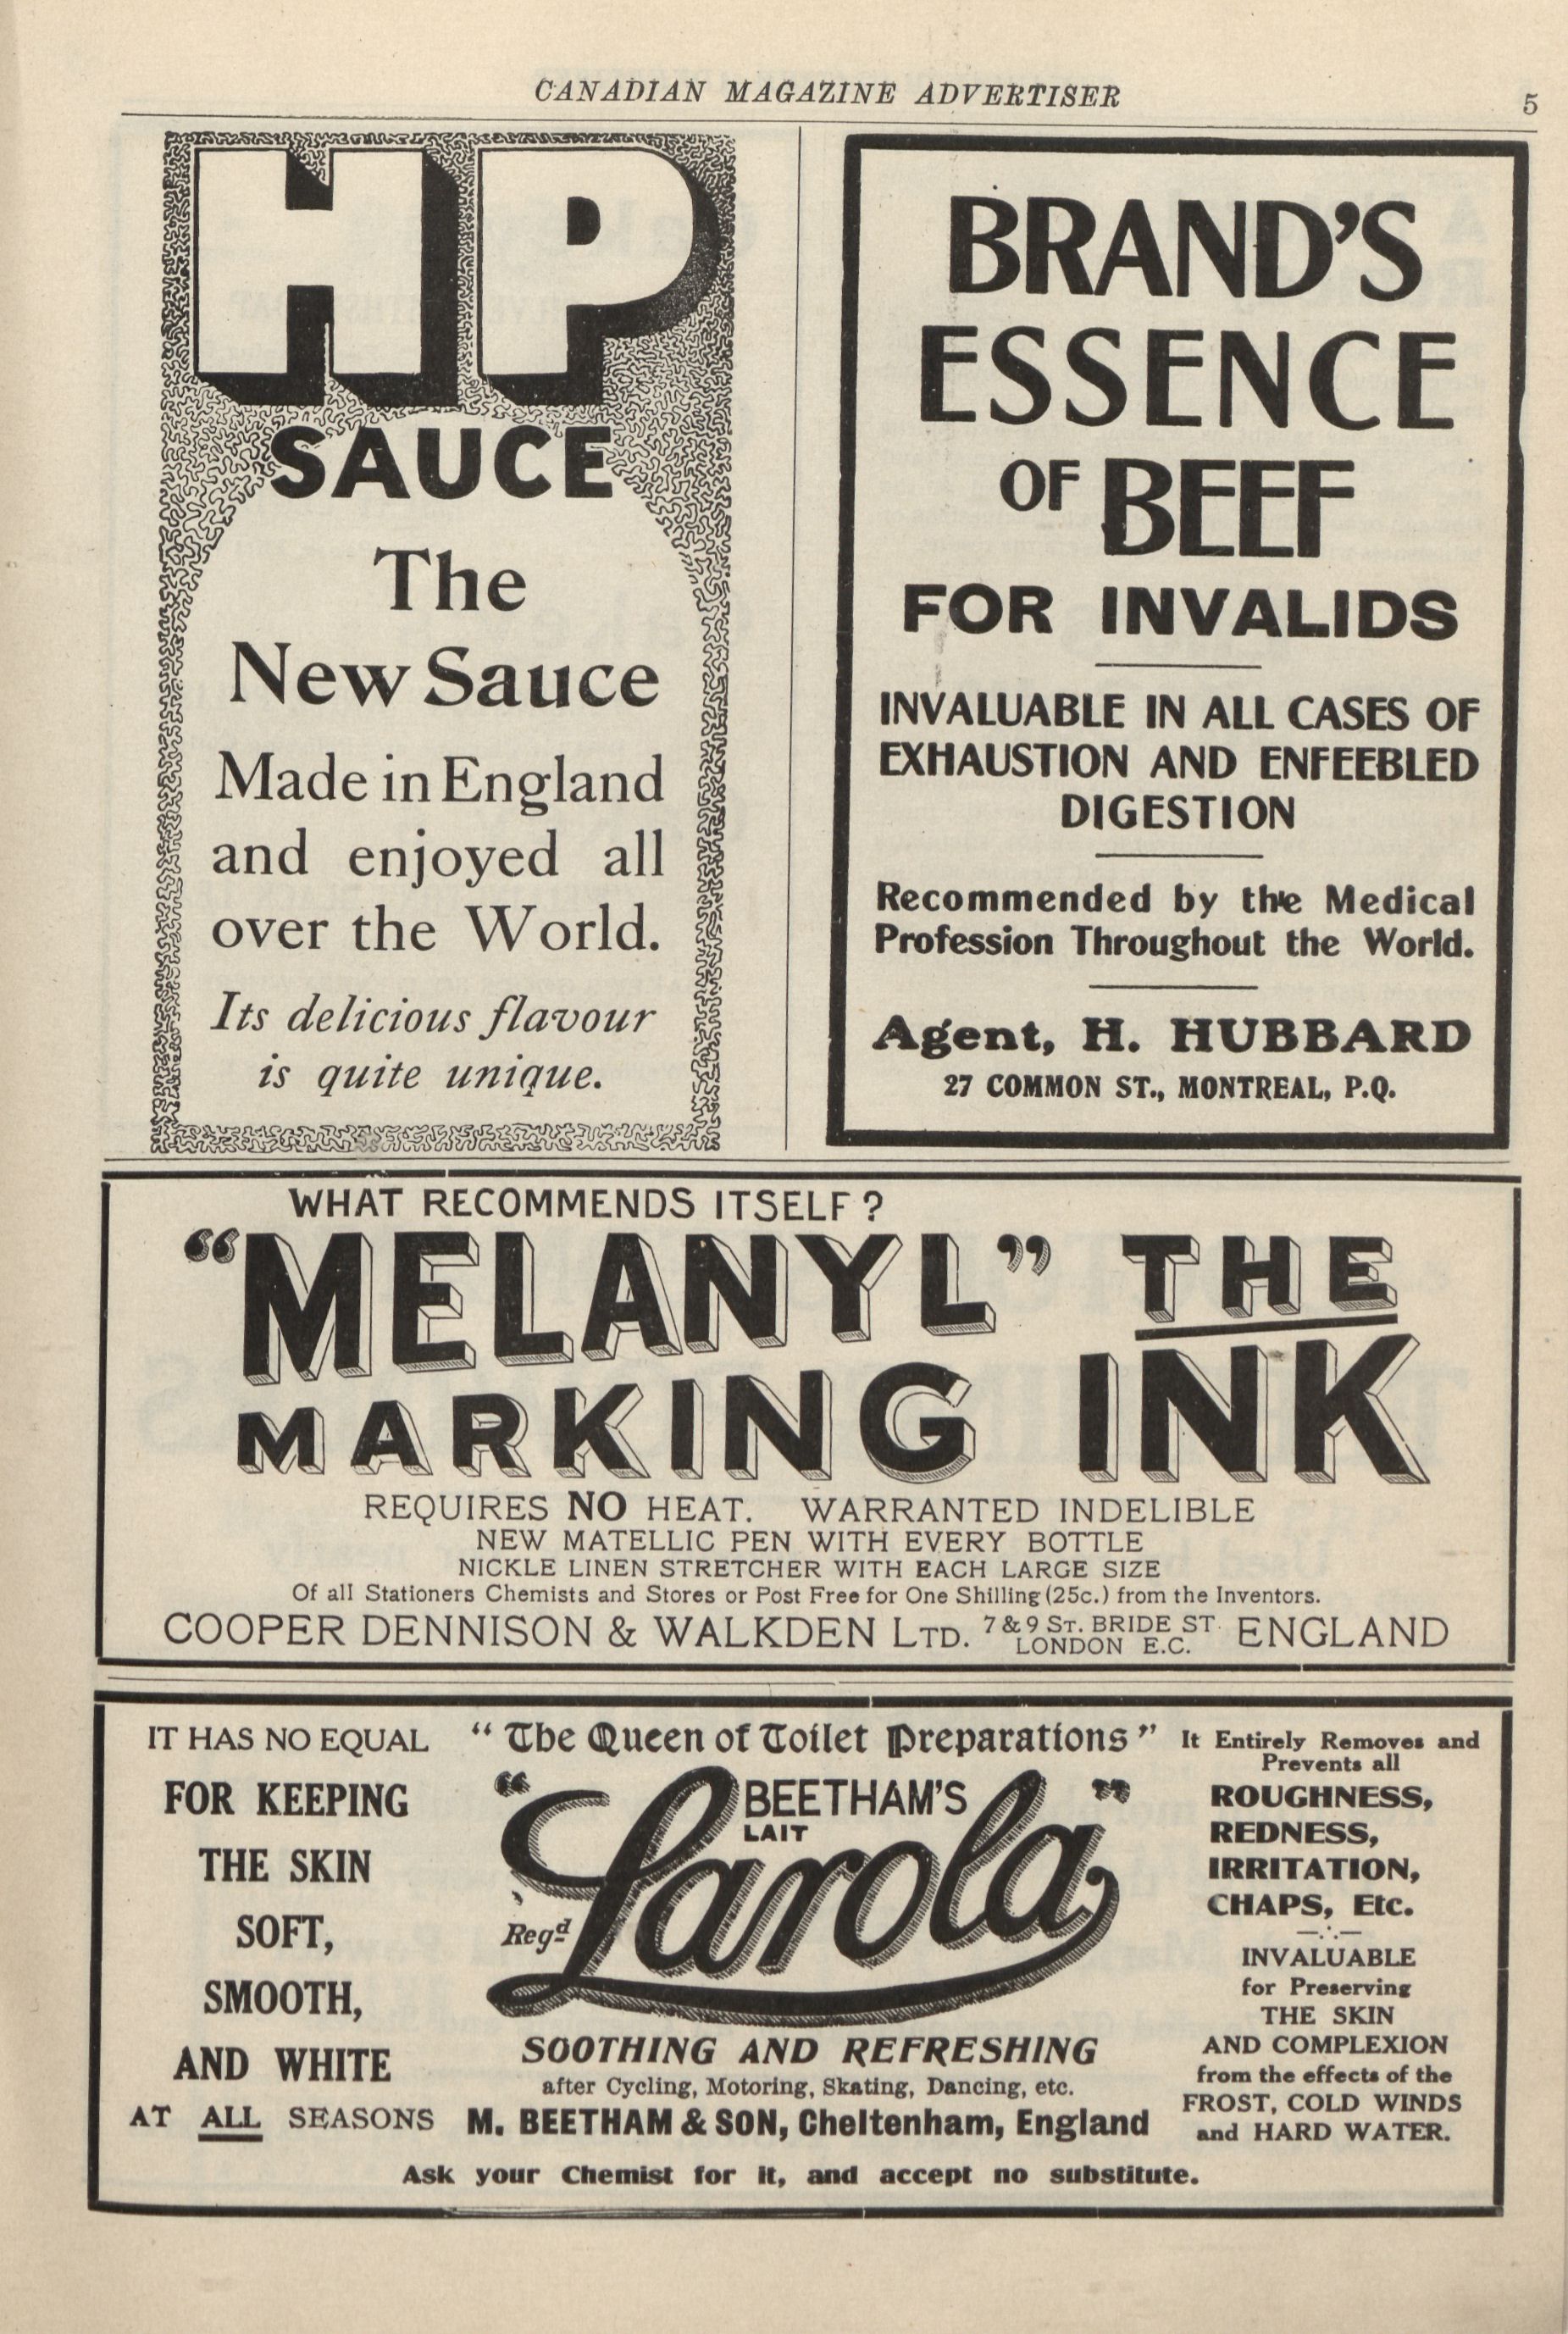 CANADIAN MAGAZINE ADVERTISER
5
HP
SAUCE
The
New Sauce
Made in England
and enjoyed all
over the World.
Its delicious flavour
is quite unique.
BRAND'S
ESSENCE
OF BEEF
FOR INVALIDS
INVALUABLE IN ALL CASES OF
EXHAUSTION AND ENFEEBLED
DIGESTION
Recommended by the Medical
Profession Throughout the World.
Agent, H. HUBBARD
27 COMMON ST., MONTREAL, P.Q.
WHAT RECOMMENDS ITSELF?
"MELANYL" THE
MARKING INK
REQUIRES NO HEAT. WARRANTED INDELIBLE
NEW MATELLIC PEN WITH EVERY BOTTLE
NICKLE LINEN STRETCHER WITH EACH LARGE SIZE
Of all Stationers Chemists and Stores or Post Free for One Shilling (25c.) from the Inventors.
COOPER DENNISON & WALKDEN LTD. 7 & 9 ST. BRIDE ST. LONDON E.C. ENGLAND
IT HAS NO EQUAL
FOR KEEPING
THE SKIN
SOFT,
SMOOTH,
AND WHITE
AT ALL SEASONS
"The Queen of Toilet Preparations"
BEETHAM'S
LAIT
"Larola"
Regd
SOOTHING AND REFRESHING
after Cycling, Motoring, Skating, Dancing, etc.
M. BEETHAM & SON, Cheltenham, England
It Entirely Removes and
Prevents all
ROUGHNESS,
REDNESS,
IRRITATION,
CHAPS, Etc.
INVALUABLE
for Preserving
THE SKIN
AND COMPLEXION
from the effects of the
FROST, COLD WINDS
and HARD WATER.
Ask your Chemist for it, and accept no substitute.